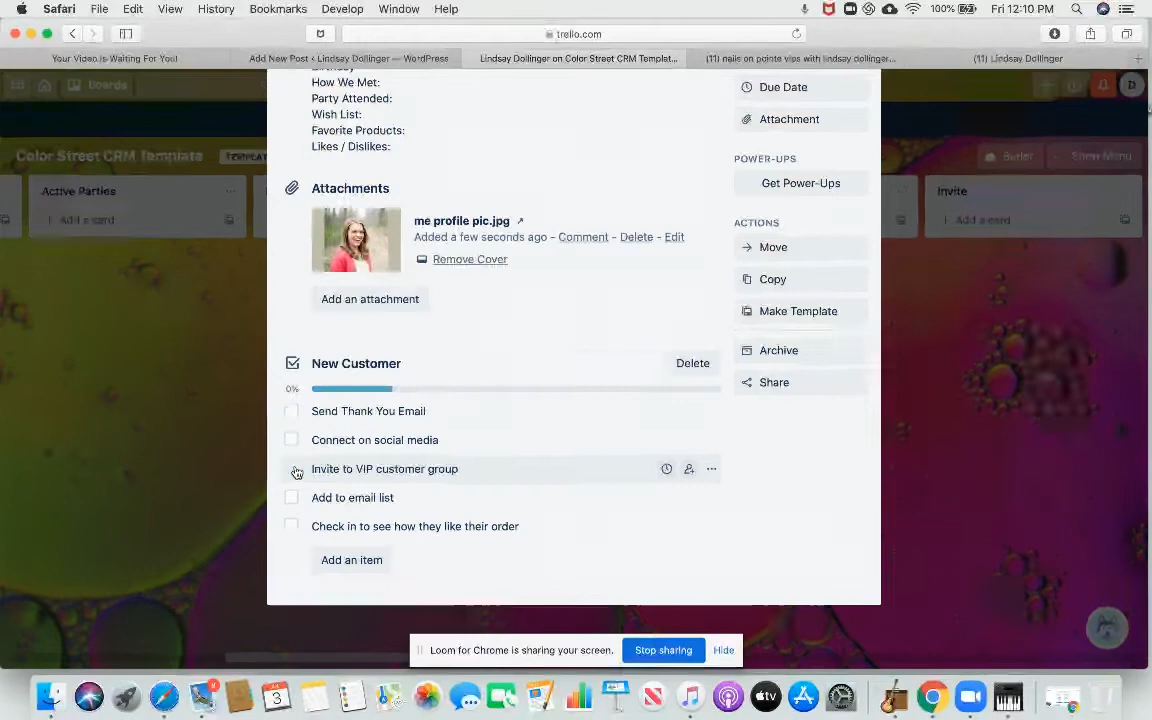 Safari File Edit View History Bookmarks Develop Window Help 100% Fri 12:10 PM
trello.com
Your Video Is Waiting For You! Add New Post ‹ Lindsay Dollinger — WordPress Lindsay Dollinger on Color Street CRM Templat... (11) nails on pointe vips with lindsay dollinger... (11) Lindsay Dollinger
Boards
How We Met:
Party Attended:
Wish List:
Favorite Products:
Likes / Dislikes:
Due Date
Attachment
POWER-UPS
Get Power-Ups
Color Street CRM Template
Butler Show Menu
Active Parties
Add a card
Invite
Add a card
Attachments
me profile pic.jpg
Added a few seconds ago - Comment - Delete - Edit
Remove Cover
Add an attachment
ACTIONS
Move
Copy
Make Template
Archive
Share
New Customer Delete
0%
Send Thank You Email
Connect on social media
Invite to VIP customer group
Add to email list
Check in to see how they like their order
Add an item
Loom for Chrome is sharing your screen. Stop sharing Hide
tv
3